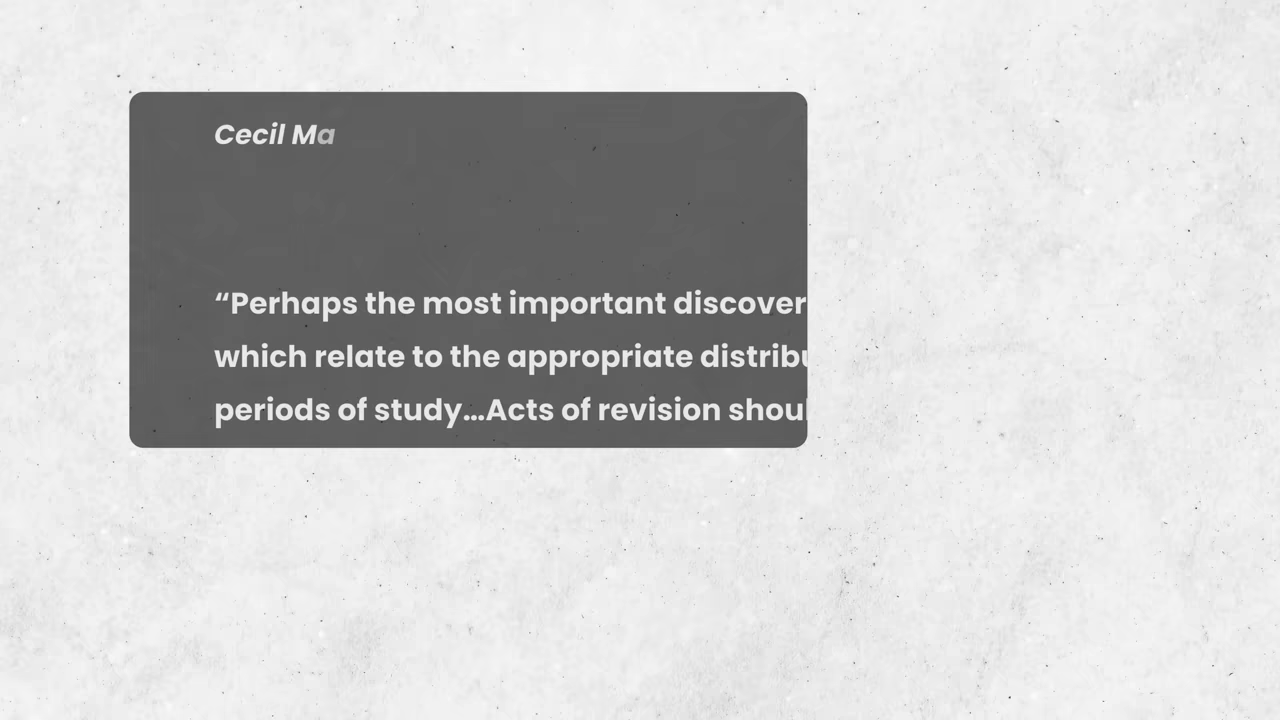 Cecil Ma
“Perhaps the most important discover
which relate to the appropriate distribu
periods of study...Acts of revision shoul